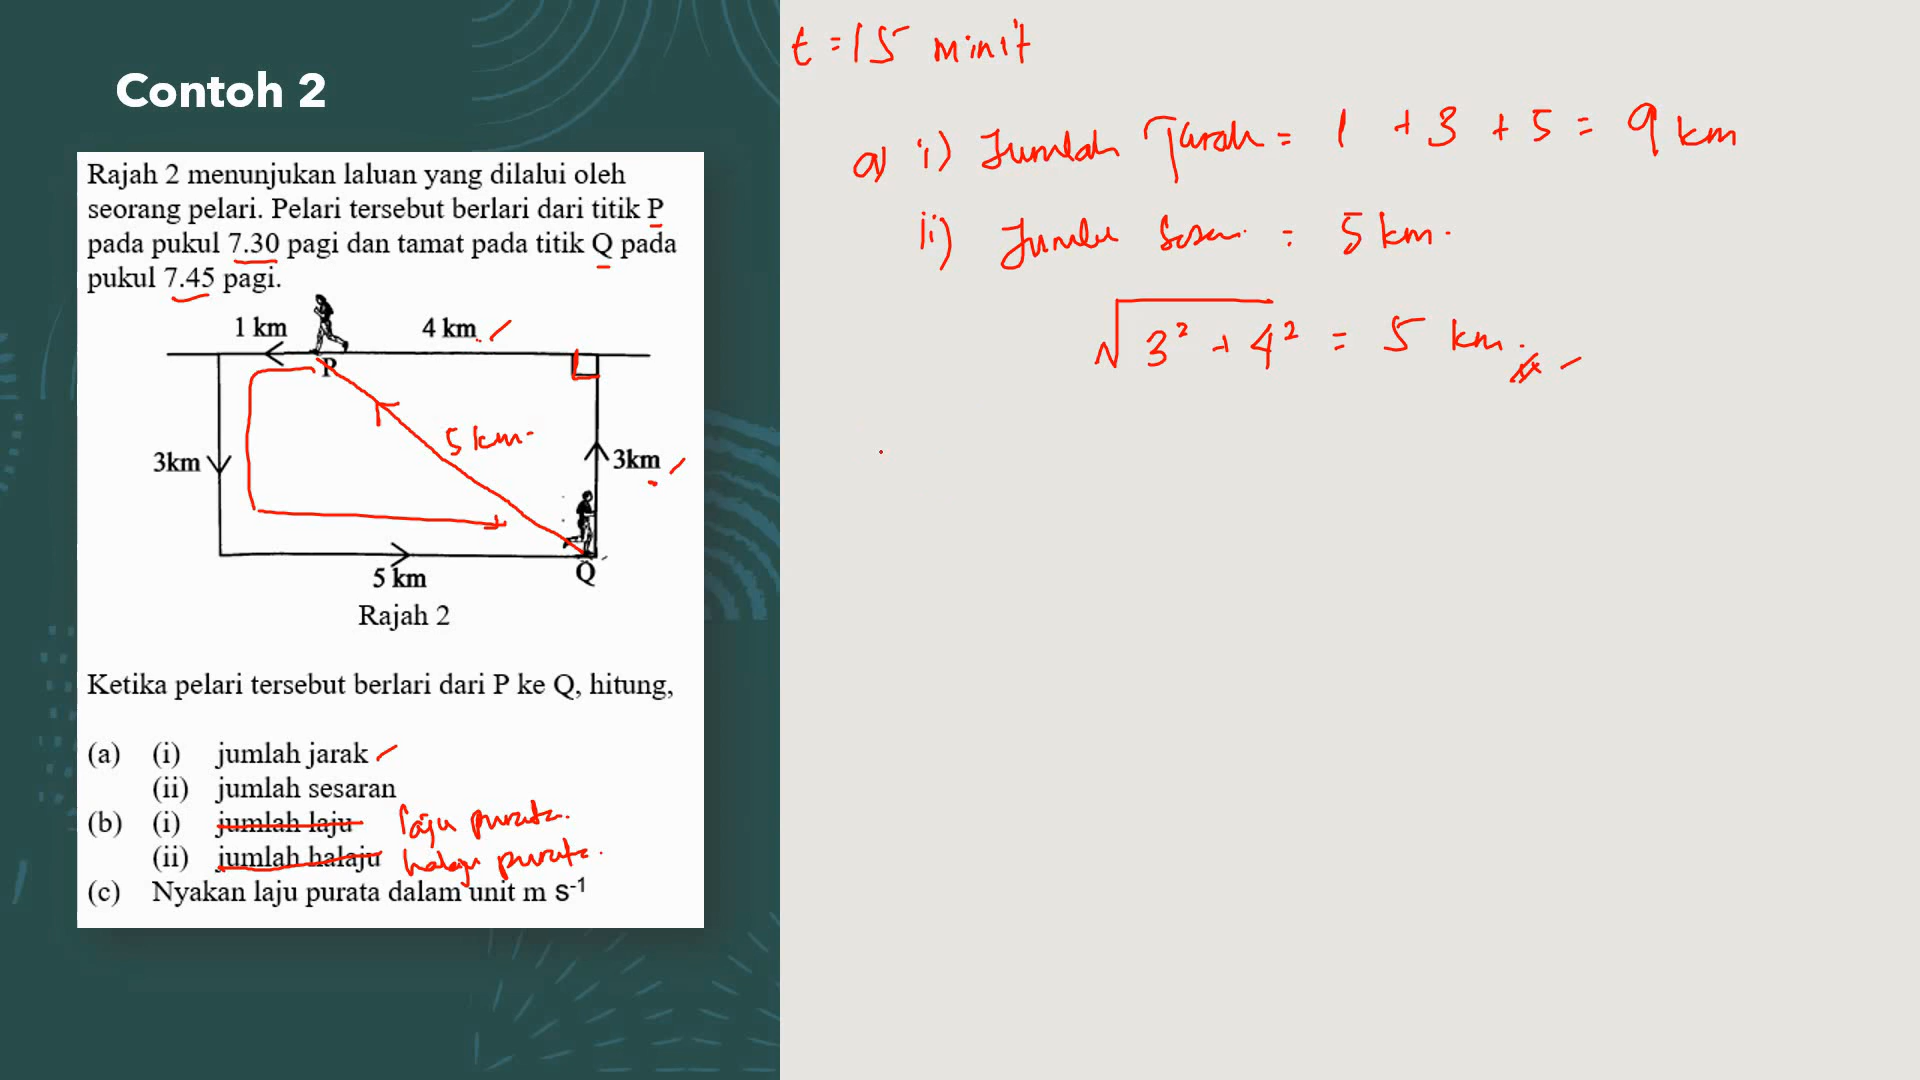 Contoh 2
Rajah 2 menunjukan laluan yang dilalui oleh
seorang pelari. Pelari tersebut berlari dari titik P
pada pukul 7.30 pagi dan tamat pada titik Q pada
pukul 7.45 pagi.
1 km
4 km
P
5 km
3km
3km
5 km
Q
Rajah 2
Ketika pelari tersebut berlari dari P ke Q, hitung,
(a) (i) jumlah jarak
(ii) jumlah sesaran
(b) (i) jumlah laju laju purata.
(ii) jumlah halaju halaju purata.
(c) Nyakan laju purata dalam unit m s⁻¹
t = 15 minit
a) i) Jumlah Jarak = 1 + 3 + 5 = 9 km
ii) = 5 km.
√3² + 4² = 5 km.